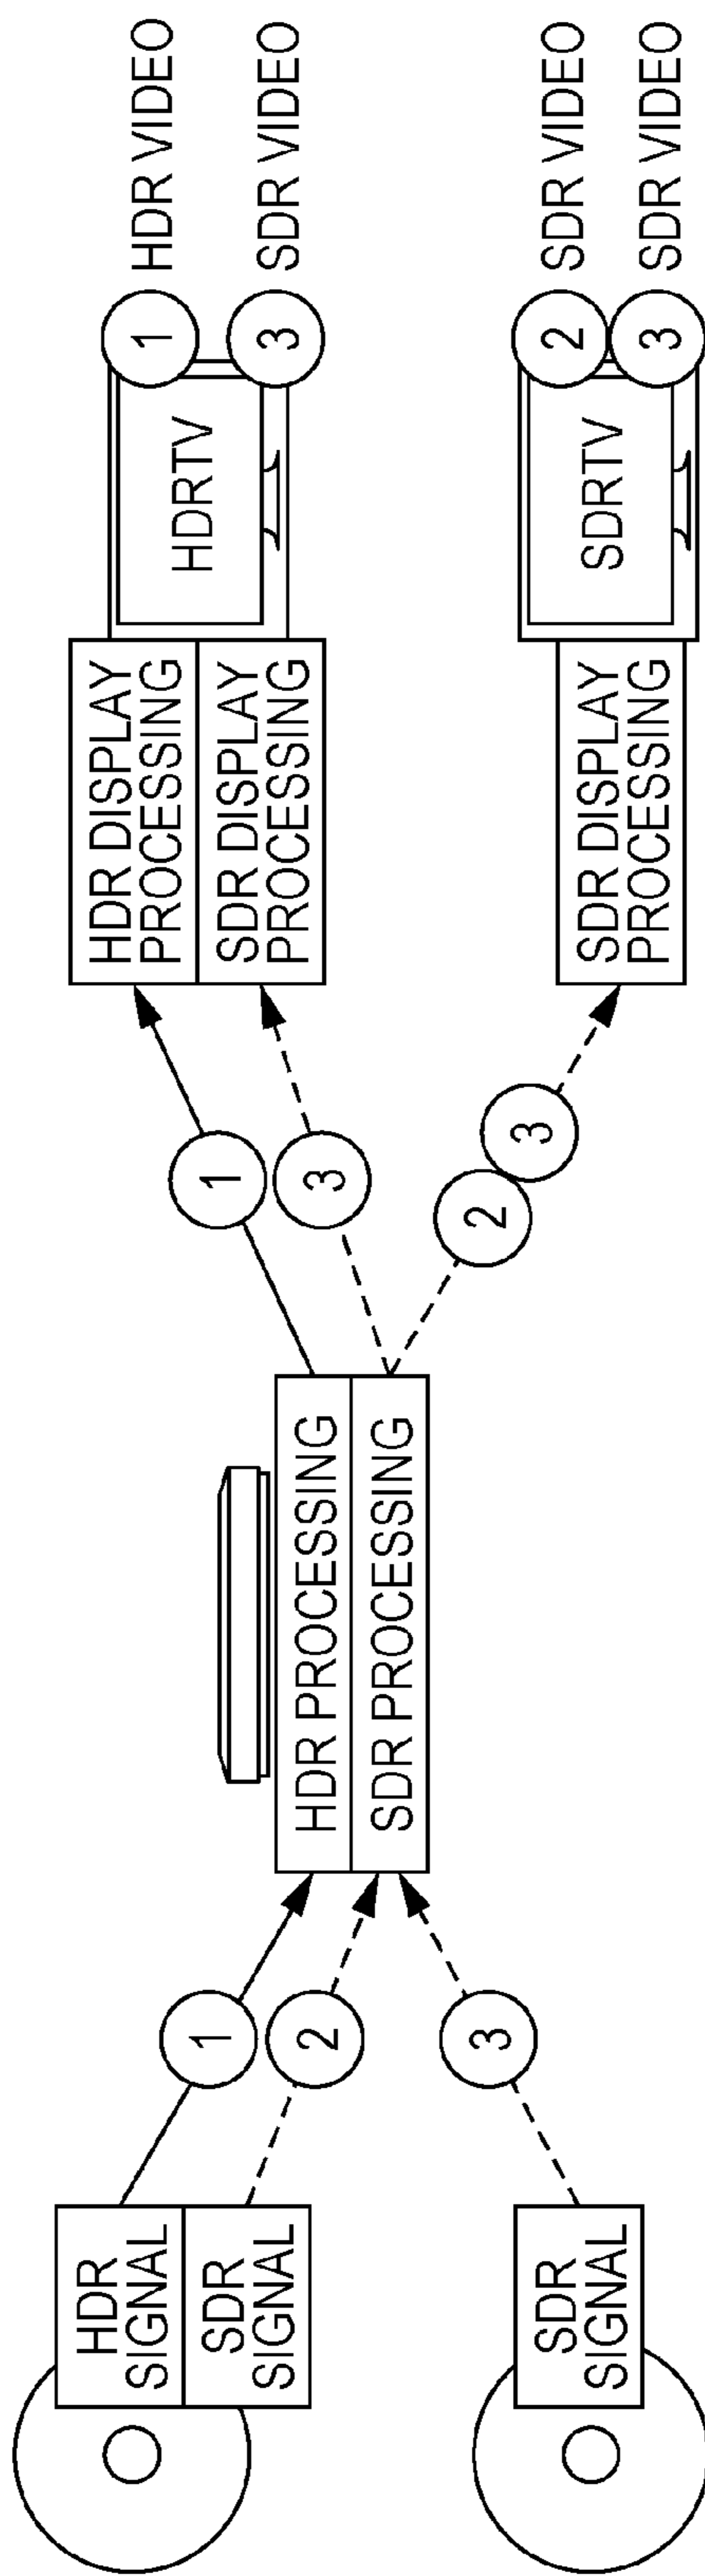 HDR
SIGNAL
SDR
SIGNAL
SDR
SIGNAL
1
2
3
HDR PROCESSING
SDR PROCESSING
1
3
2
3
HDR DISPLAY
PROCESSING
SDR DISPLAY
PROCESSING
SDR DISPLAY
PROCESSING
HDRTV
SDRTV
1 HDR VIDEO
3 SDR VIDEO
2 SDR VIDEO
3 SDR VIDEO